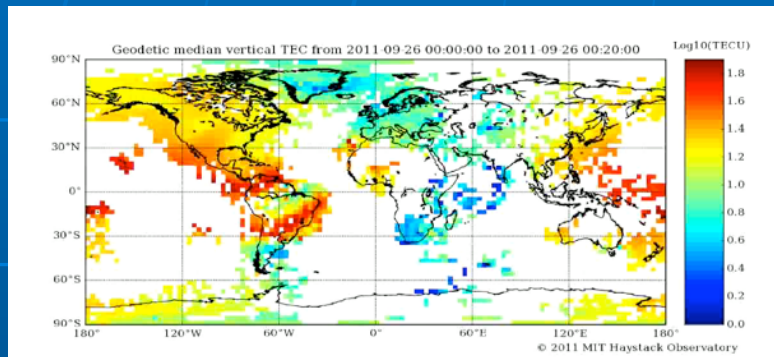 Geodetic median vertical TEC from 2011-09-26 00:00:00 to 2011-09-26 00:20:00
Log10(TECU)
90°N
60°N
30°N
0°
30°S
60°S
90°S
180°
120°W
60°W
0°
60°E
120°E
180°
1.8
1.6
1.4
1.2
1.0
0.8
0.6
0.4
0.2
0.0
© 2011 MIT Haystack Observatory